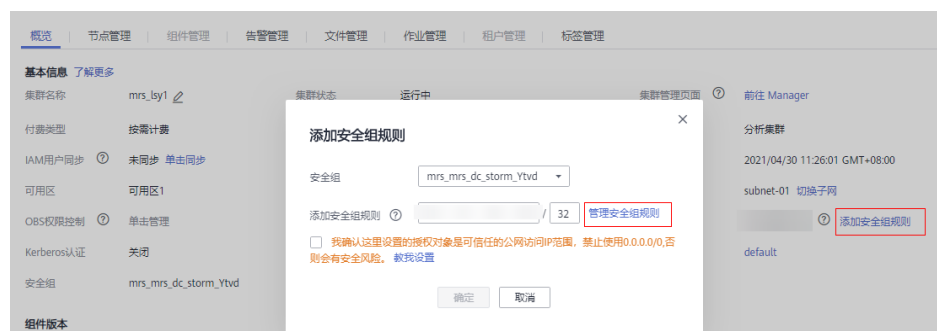 概览 节点管理 组件管理 告警管理 文件管理 作业管理 租户管理 标签管理
基本信息 了解更多
集群名称 mrs_lsy1 集群状态 运行中 集群管理页面 前往 Manager
付费类型 按需计费 分析集群
IAM用户同步 未同步 单击同步 2021/04/30 11:26:01 GMT+08:00
可用区 可用区1 subnet-01 切换子网
OBS权限控制 单击管理 添加安全组规则
Kerberos认证 关闭 default
安全组 mrs_mrs_dc_storm_Ytvd
组件版本
添加安全组规则
安全组 mrs_mrs_dc_storm_Ytvd
添加安全组规则 / 32 管理安全组规则
我确认这里设置的授权对象是可信任的公网访问IP范围，禁止使用0.0.0.0/0,否
则会有安全风险。 教我设置
确定 取消